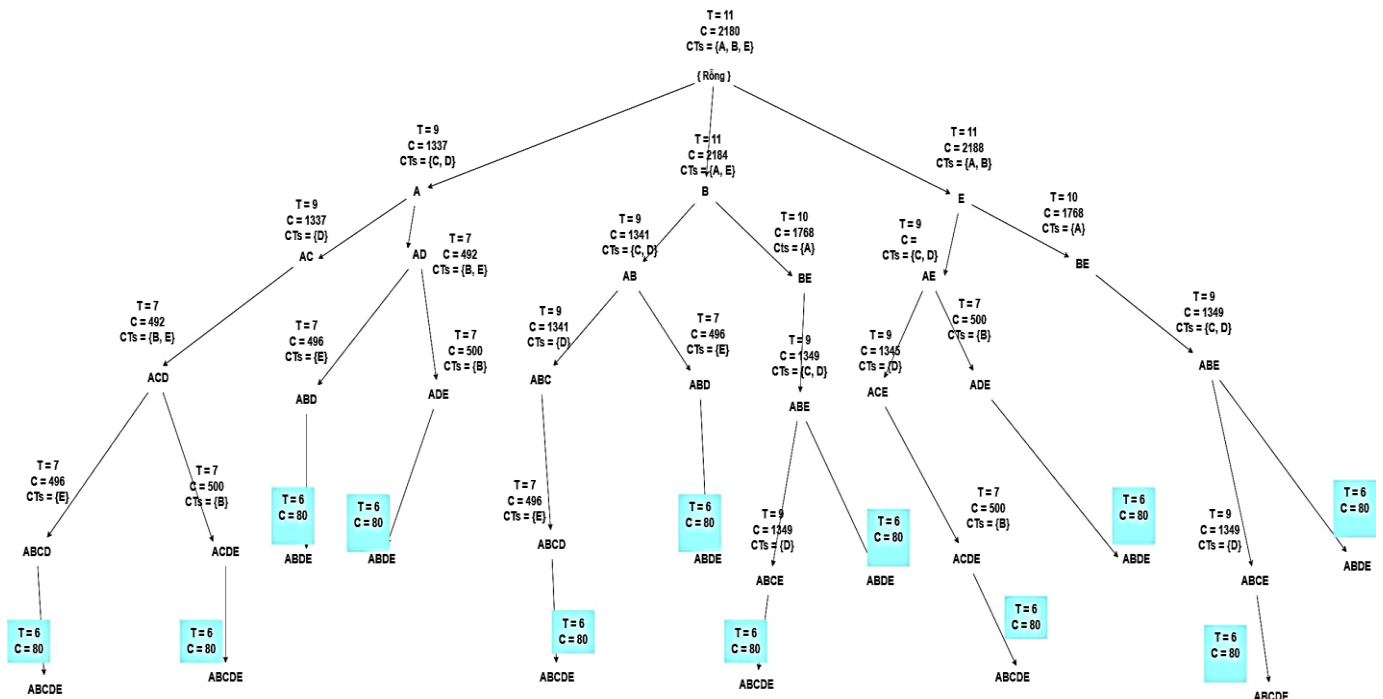 T = 11
C = 2180
CTs = {A, B, E}
{ Rỗng }
T = 9
C = 1337
CTs = {C, D}
A
T = 11
C = 2184
CTs = {A, E}
B
T = 11
C = 2188
CTs = {A, B}
E
T = 9
C = 1337
CTs = {D}
AC
T = 7
C = 492
CTs = {B, E}
AD
T = 9
C = 1341
CTs = {C, D}
AB
T = 10
C = 1768
Cts = {A}
BE
T = 9
C =
CTs = {C, D}
AE
T = 10
C = 1768
CTs = {A}
BE
T = 7
C = 492
CTs = {B, E}
ACD
T = 7
C = 496
CTs = {E}
ABD
T = 7
C = 500
CTs = {B}
ADE
T = 9
C = 1341
CTs = {D}
ABC
T = 7
C = 496
CTs = {E}
ABD
T = 9
C = 1349
CTs = {C, D}
ABE
T = 9
C = 1345
CTs = {D}
ACE
T = 7
C = 500
CTs = {B}
ADE
T = 9
C = 1349
CTs = {C, D}
ABE
T = 7
C = 496
CTs = {E}
ABCD
T = 7
C = 500
CTs = {B}
ACDE
T = 6
C = 80
ABDE
T = 6
C = 80
ABDE
T = 7
C = 496
CTs = {E}
ABCD
T = 6
C = 80
ABDE
T = 9
C = 1349
CTs = {D}
ABCE
T = 6
C = 80
ABDE
T = 7
C = 500
CTs = {B}
ACDE
T = 6
C = 80
ABDE
T = 9
C = 1349
CTs = {D}
ABCE
T = 6
C = 80
ABDE
T = 6
C = 80
ABCDE
T = 6
C = 80
ABCDE
T = 6
C = 80
ABCDE
T = 6
C = 80
ABCDE
T = 6
C = 80
ABCDE
T = 6
C = 80
ABCDE